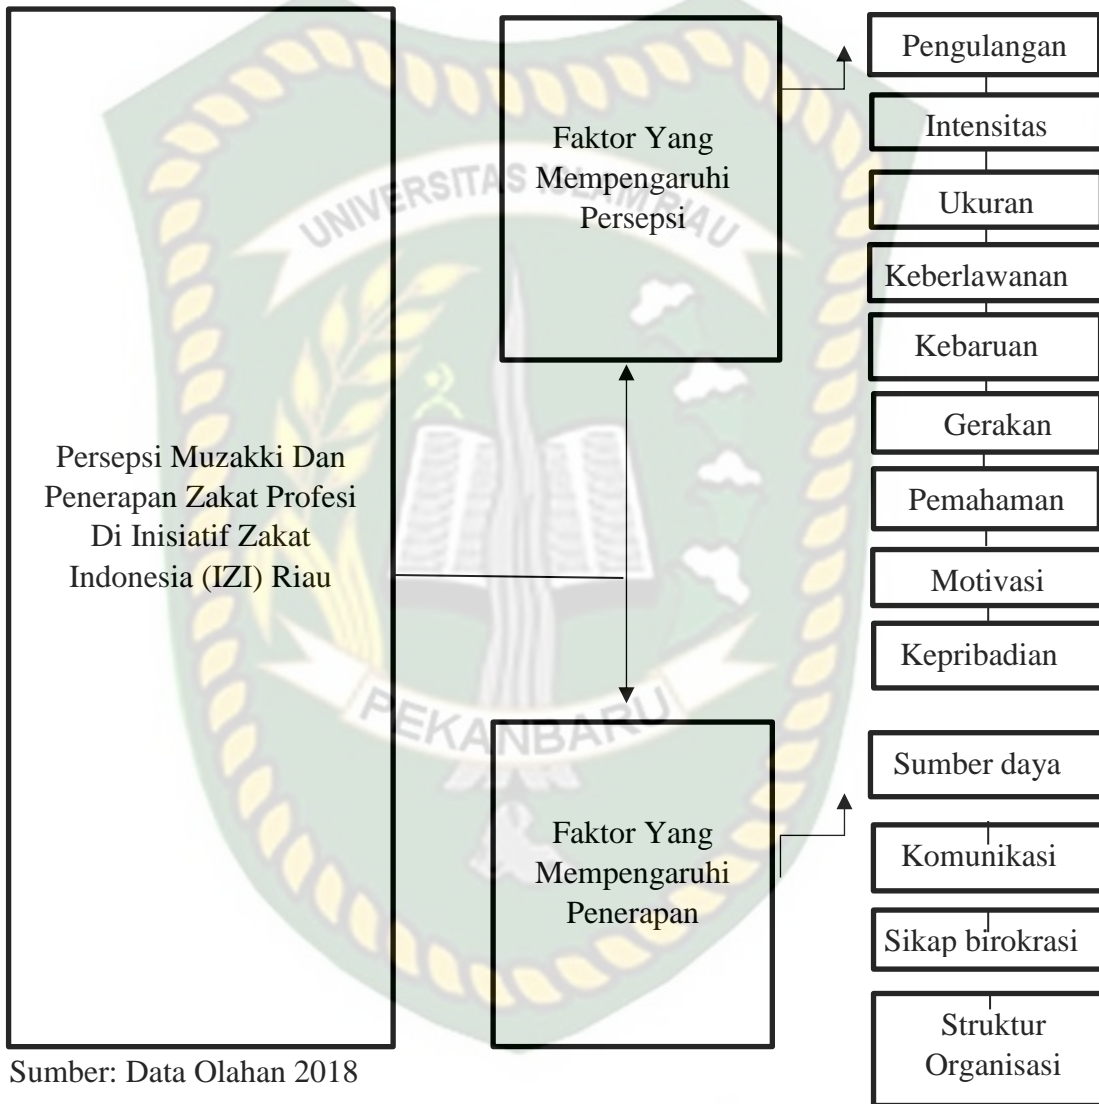 Persepsi Muzakki Dan
Penerapan Zakat Profesi
Di Inisiatif Zakat
Indonesia (IZI) Riau
Faktor Yang
Mempengaruhi
Persepsi
Pengulangan
Intensitas
Ukuran
Keberlawanan
Kebaruan
Gerakan
Pemahaman
Motivasi
Kepribadian
Faktor Yang
Mempengaruhi
Penerapan
Sumber daya
Komunikasi
Sikap birokrasi
Struktur
Organisasi
UNIVERSITAS ISLAM RIAU
PEKANBARU
Sumber: Data Olahan 2018